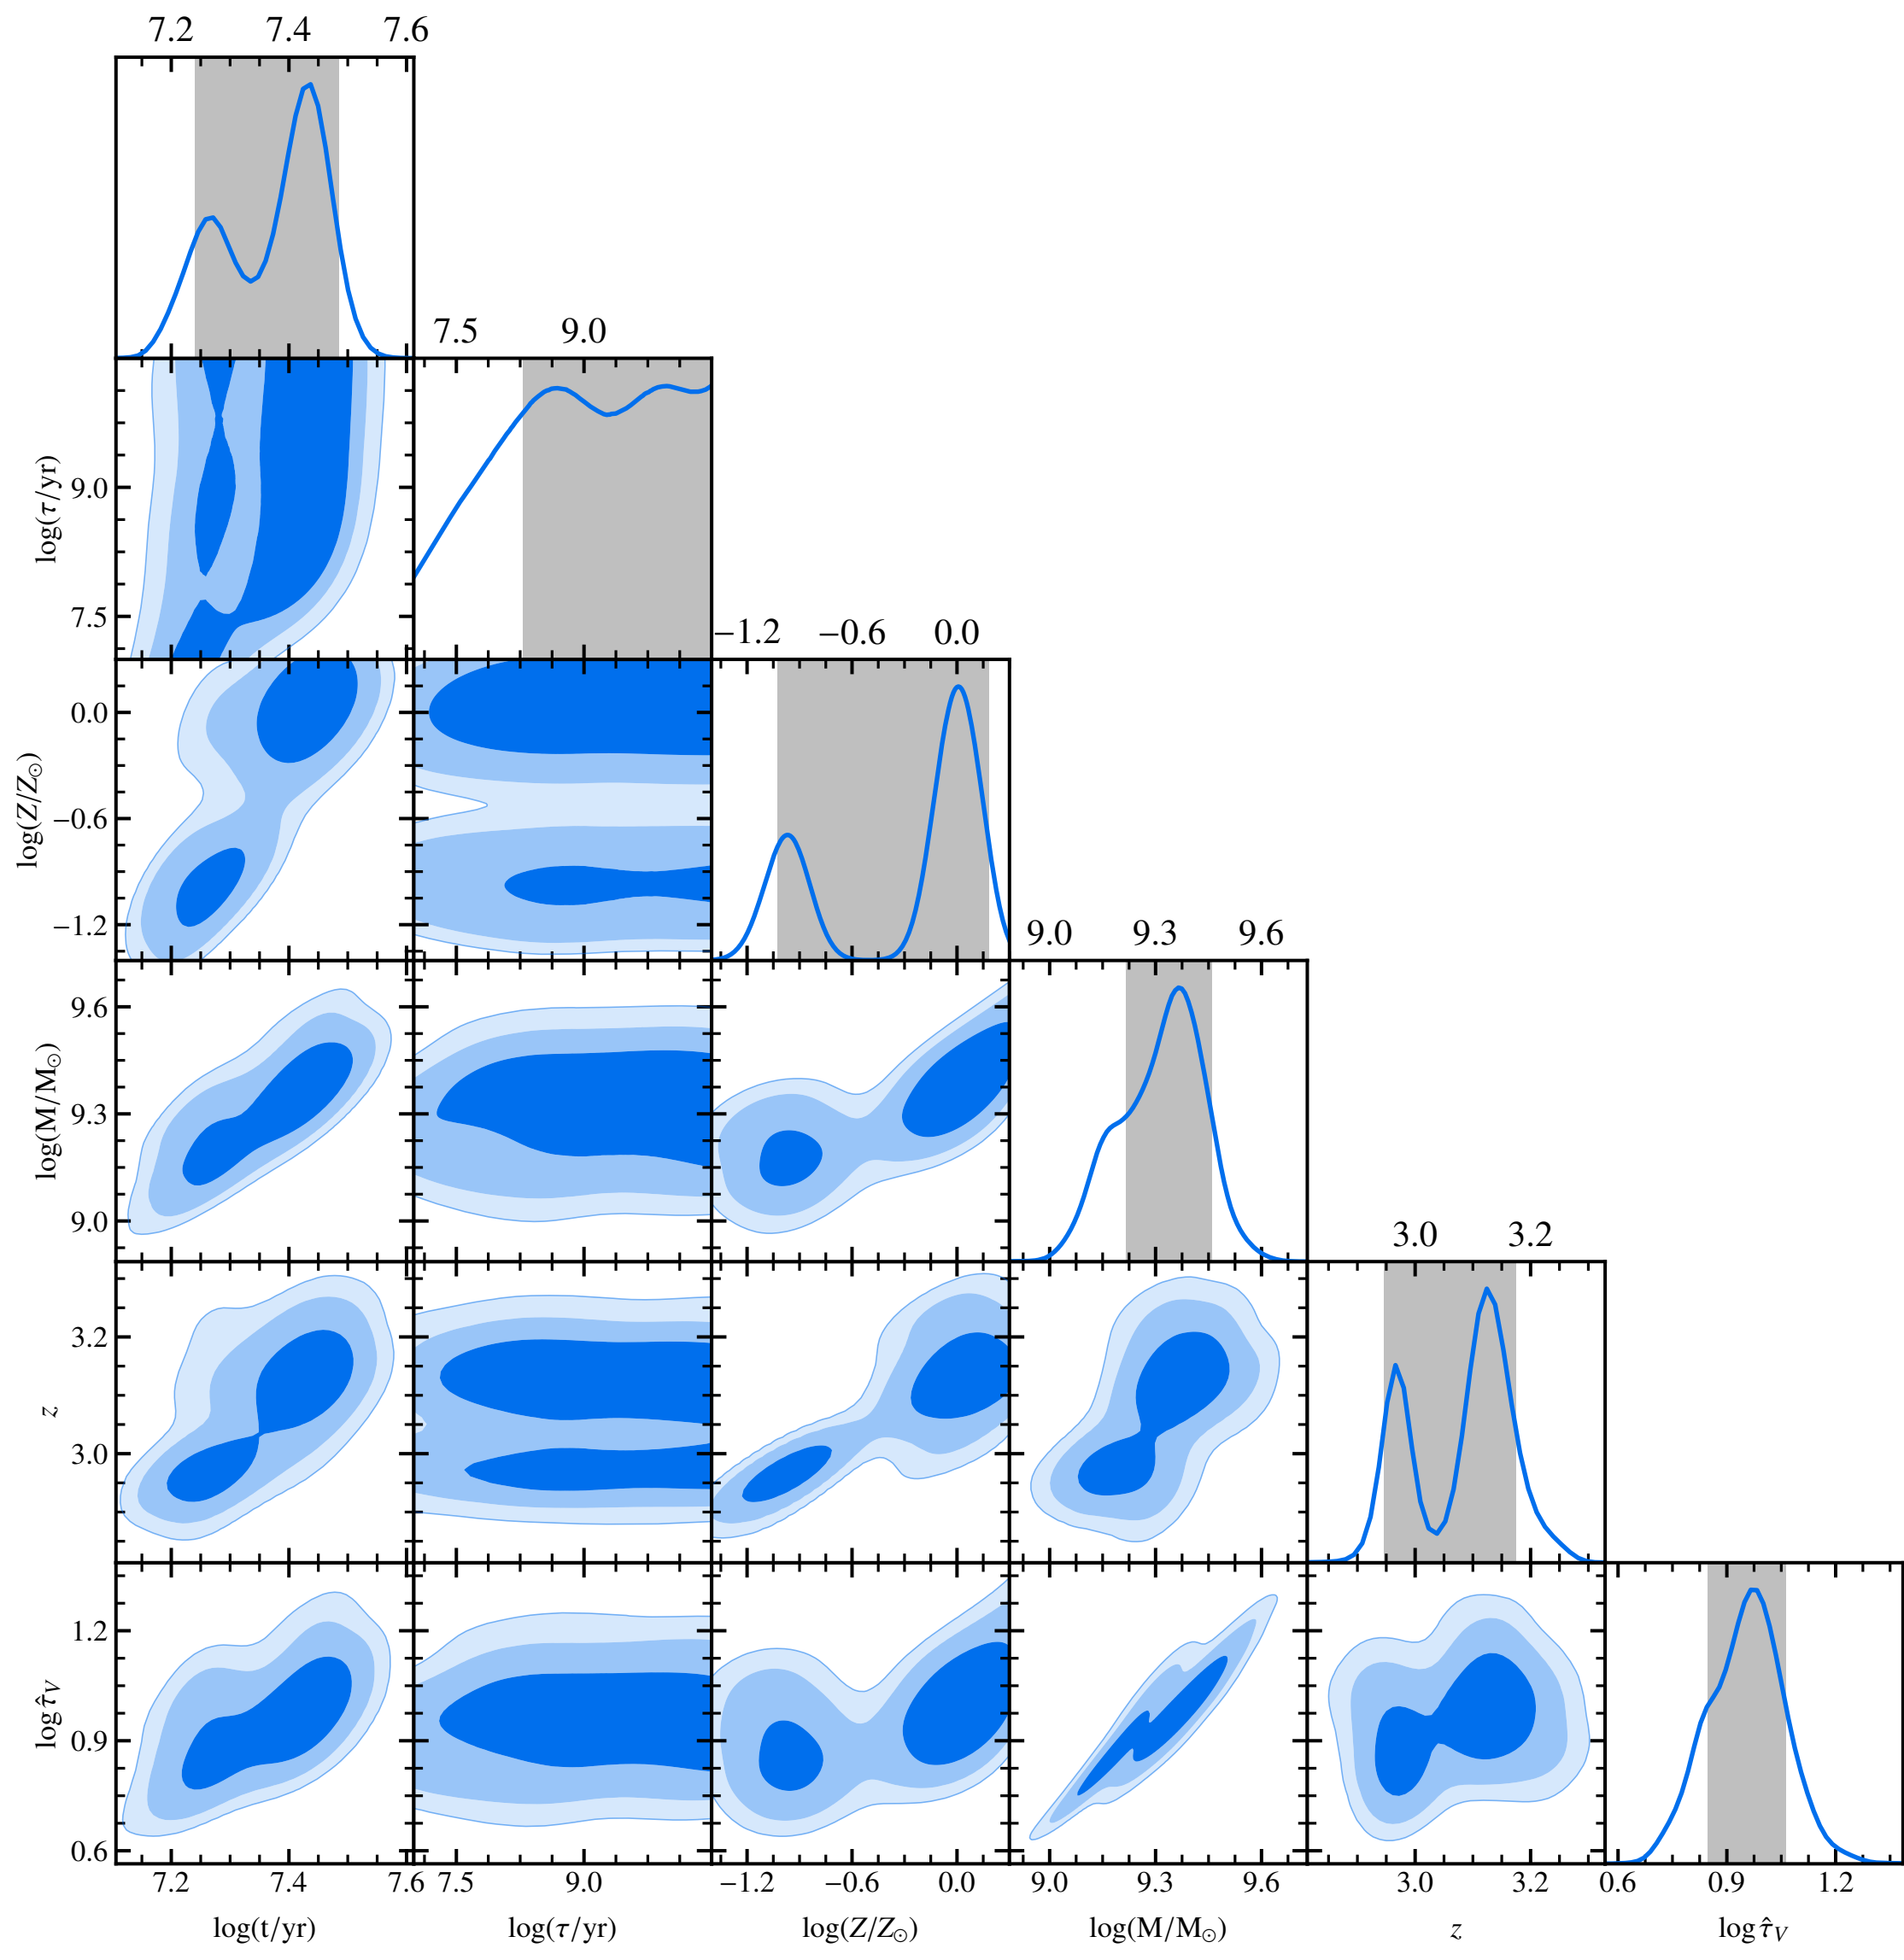 7.2 7.4 7.6
7.5 9.0
log(τ/yr)
9.0
7.5
−1.2 −0.6 0.0
log(Z/Z⊙)
0.0
−0.6
−1.2
9.0 9.3 9.6
log(M/M⊙)
9.6
9.3
9.0
3.0 3.2
z
3.2
3.0
log τ̂V
1.2
0.9
0.6
7.2 7.4 7.6 7.5 9.0 −1.2 −0.6 0.0 9.0 9.3 9.6 3.0 3.2 0.6 0.9 1.2
log(t/yr) log(τ/yr) log(Z/Z⊙) log(M/M⊙) z log τ̂V